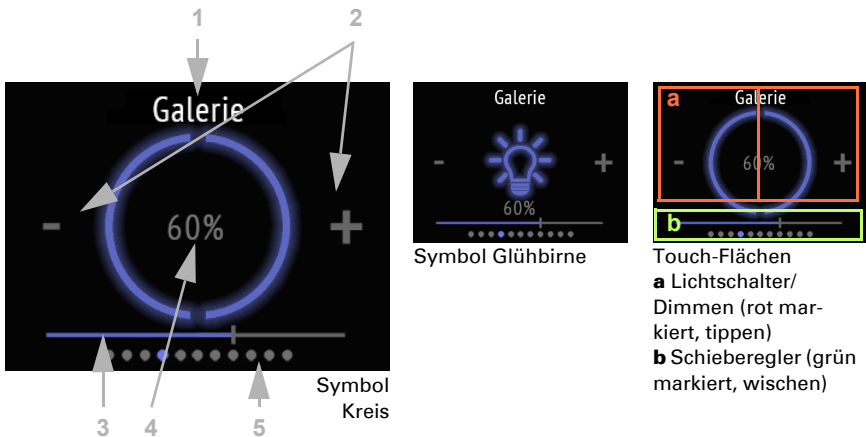 1
2
Galerie
- 60% +
3
4
5
Symbol
Kreis
Galerie
- +
60%
Symbol Glühbirne
a
Galerie
- 60% +
b
Touch-Flächen
a Lichtschalter/
Dimmen (rot mar-
kiert, tippen)
b Schieberegler (grün
markiert, wischen)